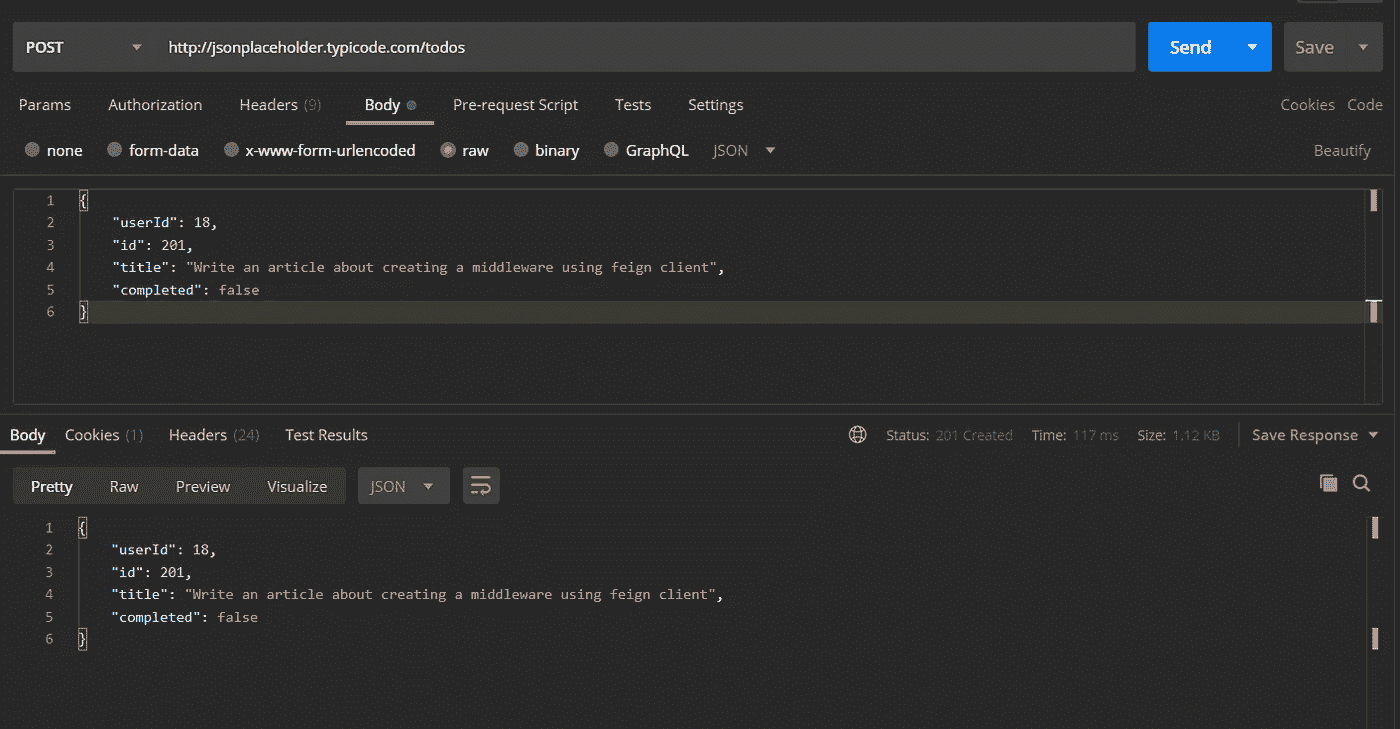 POST http://jsonplaceholder.typicode.com/todos Send Save
Params Authorization Headers (9) Body Pre-request Script Tests Settings Cookies Code
none form-data x-www-form-urlencoded raw binary GraphQL JSON Beautify
1 {
2 "userId": 18,
3 "id": 201,
4 "title": "Write an article about creating a middleware using feign client",
5 "completed": false
6 }
Body Cookies (1) Headers (24) Test Results Status: 201 Created Time: 117 ms Size: 1.12 KB Save Response
Pretty Raw Preview Visualize JSON
1 {
2 "userId": 18,
3 "id": 201,
4 "title": "Write an article about creating a middleware using feign client",
5 "completed": false
6 }